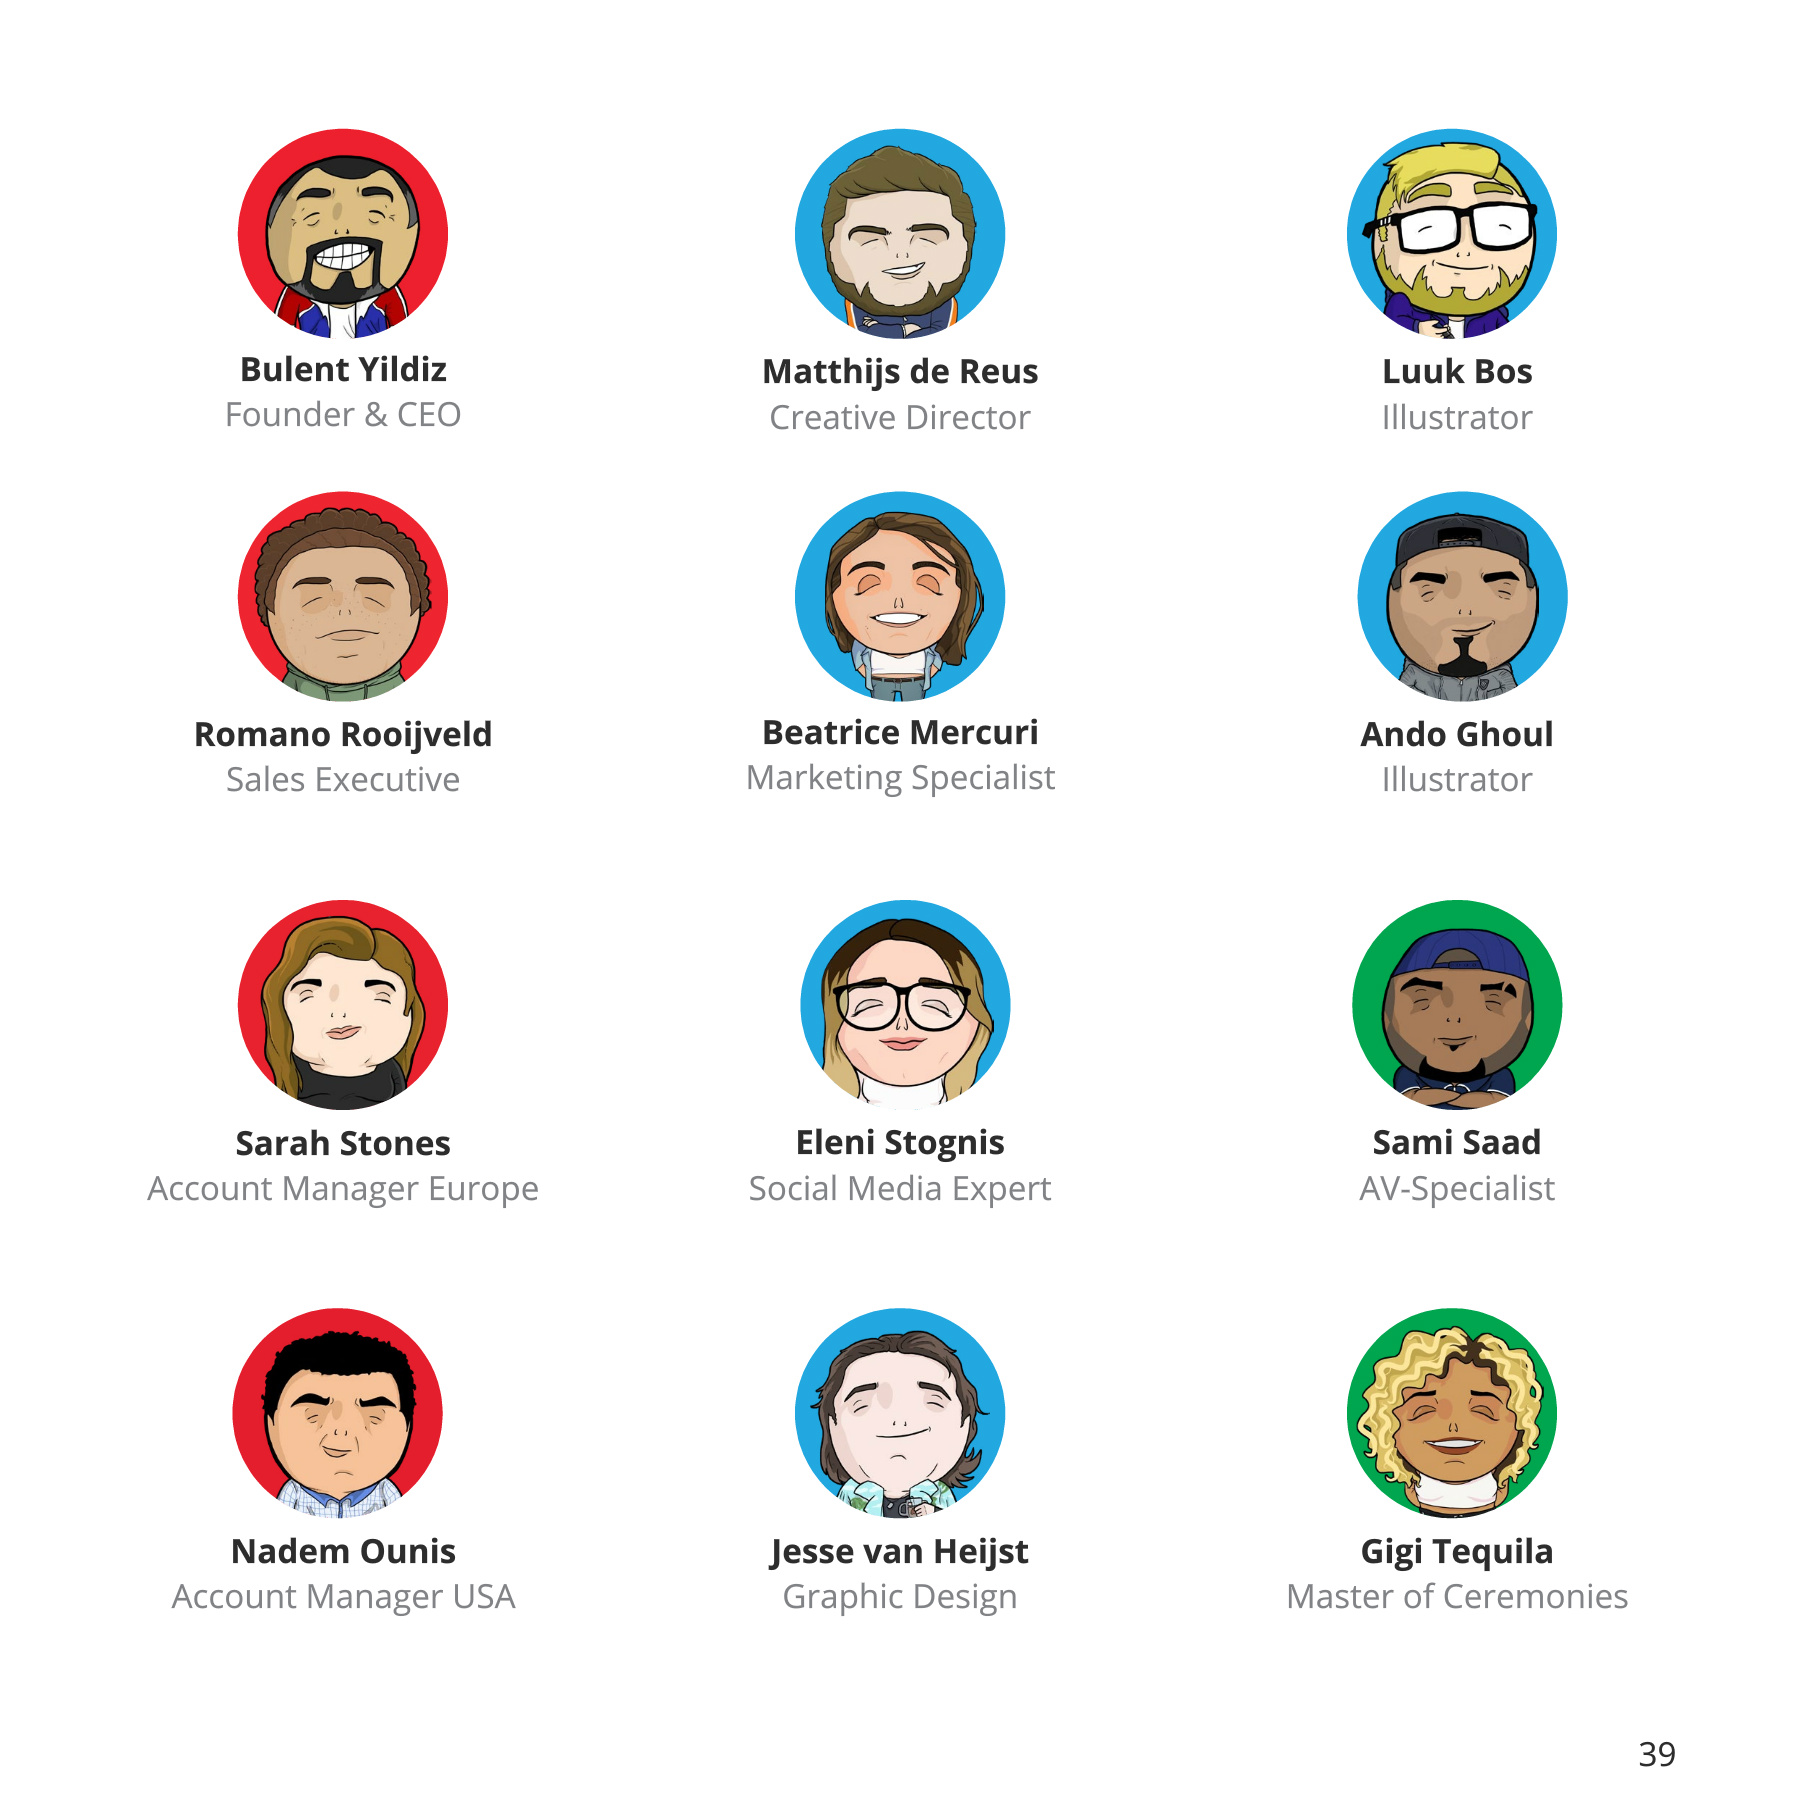 Bulent Yildiz
Founder & CEO
Matthijs de Reus
Creative Director
Luuk Bos
Illustrator
Romano Rooijveld
Sales Executive
Beatrice Mercuri
Marketing Specialist
Ando Ghoul
Illustrator
Sarah Stones
Account Manager Europe
Eleni Stognis
Social Media Expert
Sami Saad
AV-Specialist
Nadem Ounis
Account Manager USA
Jesse van Heijst
Graphic Design
Gigi Tequila
Master of Ceremonies
39